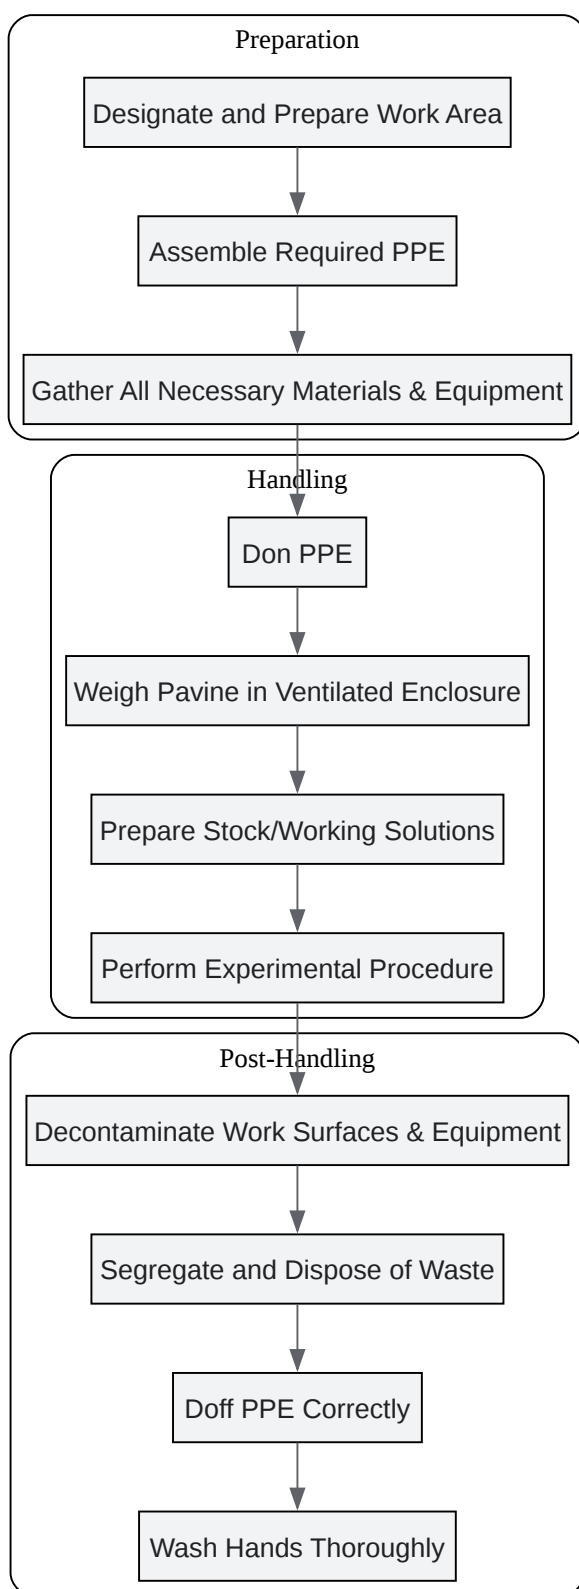 Preparation
Designate and Prepare Work Area
Assemble Required PPE
Gather All Necessary Materials & Equipment
Handling
Don PPE
Weigh Pavine in Ventilated Enclosure
Prepare Stock/Working Solutions
Perform Experimental Procedure
Post-Handling
Decontaminate Work Surfaces & Equipment
Segregate and Dispose of Waste
Doff PPE Correctly
Wash Hands Thoroughly